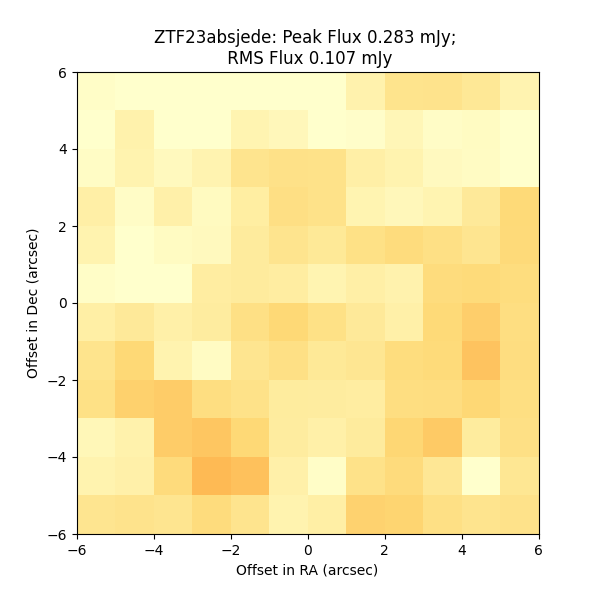 ZTF23absjede: Peak Flux 0.283 mJy;
RMS Flux 0.107 mJy
6
4
2
0
−2
−4
−6
Offset in Dec (arcsec)
−6 −4 −2 0 2 4 6
Offset in RA (arcsec)